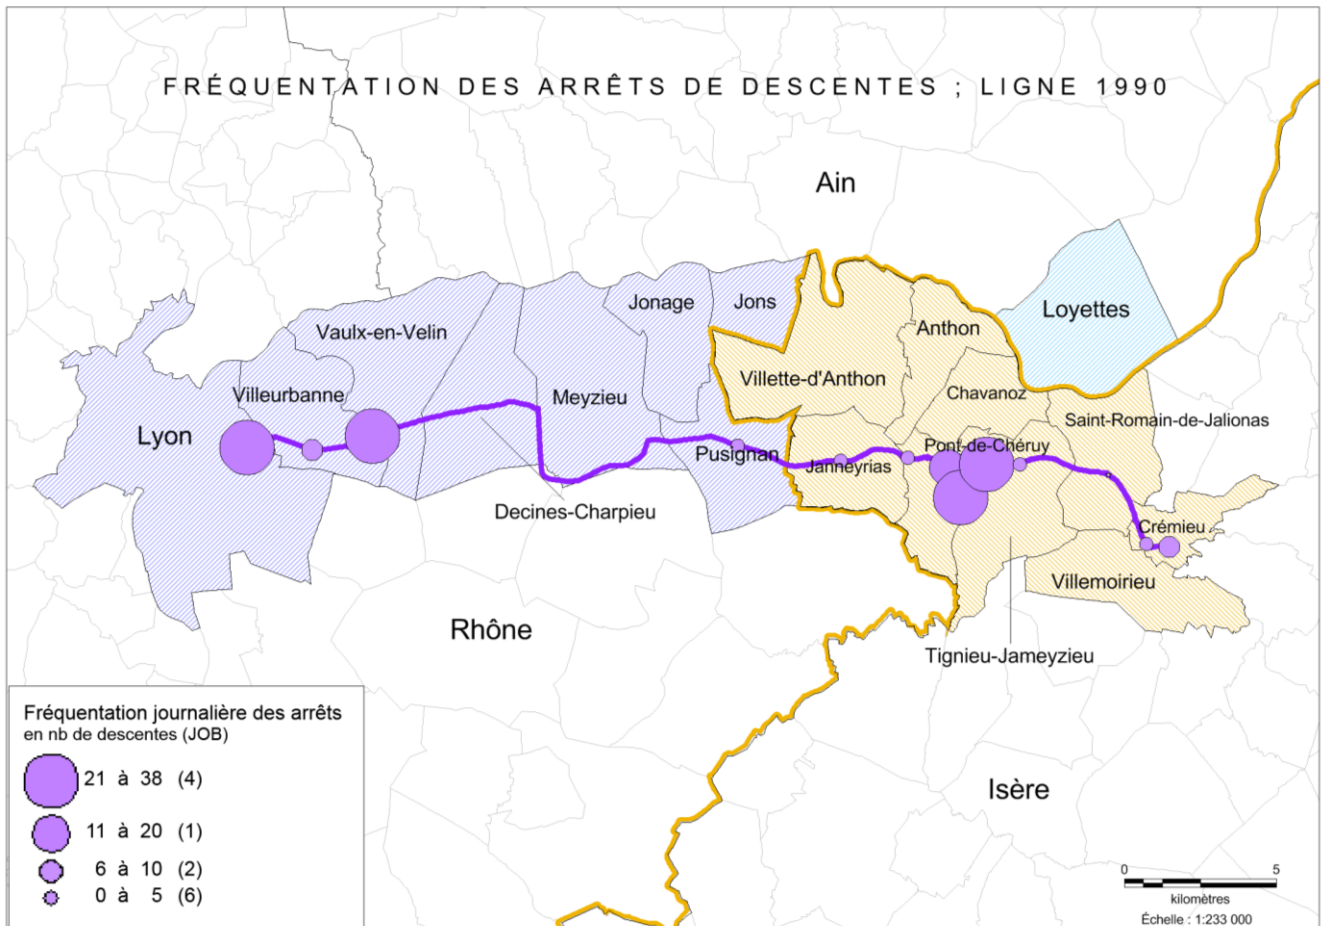 FRÉQUENTATION DES ARRÊTS DE DESCENTES ; LIGNE 1990
Ain
Jonage
Jons
Loyettes
Vaulx-en-Velin
Anthon
Villette-d'Anthon
Villeurbanne
Meyzieu
Chavanoz
Saint-Romain-de-Jalionas
Lyon
Pusignan
Pont-de-Chéruy
Janneyrias
Decines-Charpieu
Crémieu
Villemoirieu
Rhône
Tignieu-Jameyzieu
Isère
Fréquentation journalière des arrêts
en nb de descentes (JOB)
21 à 38 (4)
11 à 20 (1)
6 à 10 (2)
0 à 5 (6)
0 5
kilomètres
Échelle : 1:233 000